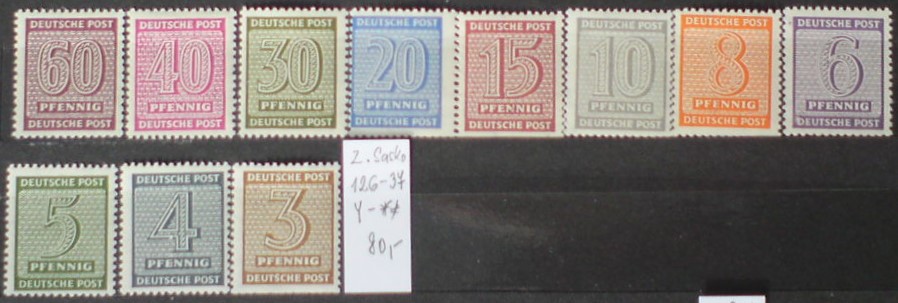 DEUTSCHE POST
60
PFENNIG
DEUTSCHE POST
DEUTSCHE POST
40
PFENNIG
DEUTSCHE POST
DEUTSCHE POST
30
PFENNIG
DEUTSCHE POST
DEUTSCHE POST
20
PFENNIG
DEUTSCHE POST
DEUTSCHE POST
15
PFENNIG
DEUTSCHE POST
DEUTSCHE POST
10
PFENNIG
DEUTSCHE POST
DEUTSCHE POST
8
PFENNIG
DEUTSCHE POST
DEUTSCHE POST
6
PFENNIG
DEUTSCHE POST
DEUTSCHE POST
5
PFENNIG
DEUTSCHE POST
DEUTSCHE POST
4
PFENNIG
DEUTSCHE POST
DEUTSCHE POST
3
PFENNIG
DEUTSCHE POST
Z. Sasko
126-37
Y-**
80,-